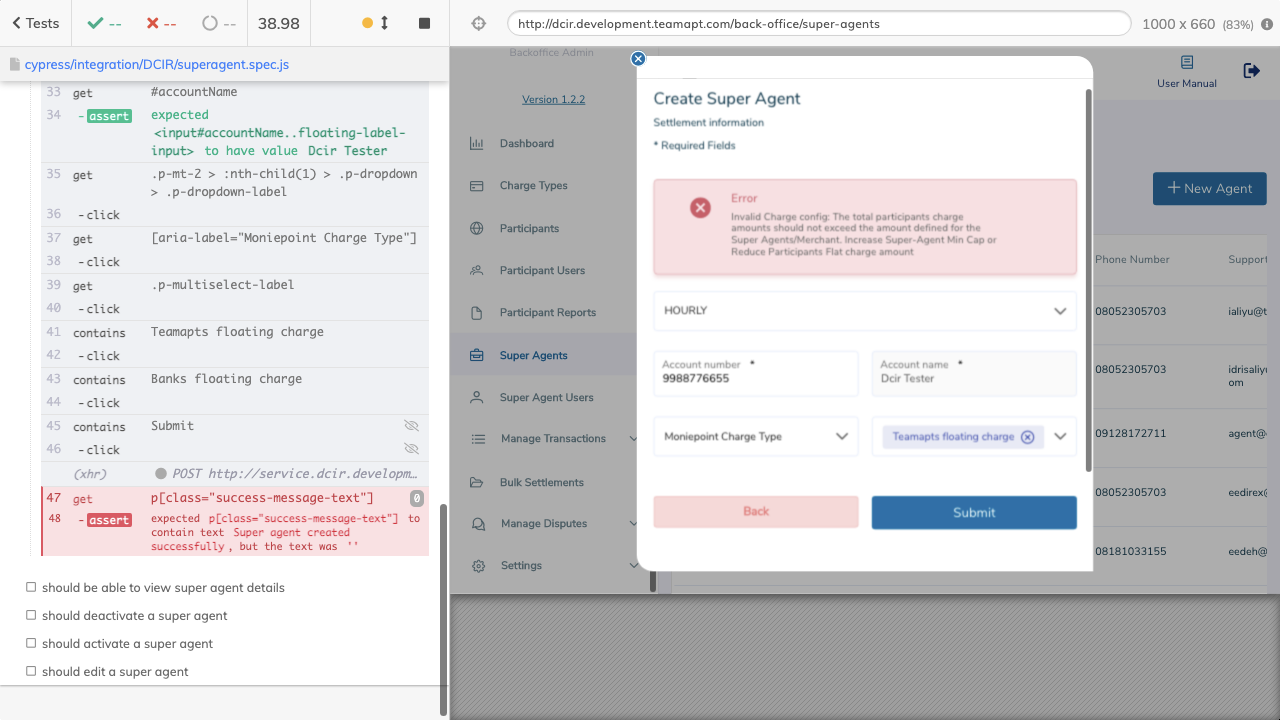 Tests
--
--
--
38.98
http://dcir.development.teamapt.com/back-office/super-agents
1000 x 660 (83%)
cypress/integration/DCIR/superagent.spec.js
33 get #accountName
34 -assert expected
<input#accountName..floating-label-
input> to have value Dcir Tester
35 get .p-mt-2 > :nth-child(1) > .p-dropdown
> .p-dropdown-label
36 -click
37 get [aria-label="Moniepoint Charge Type"]
38 -click
39 get .p-multiselect-label
40 -click
41 contains Teamapts floating charge
42 -click
43 contains Banks floating charge
44 -click
45 contains Submit
46 -click
(xhr) POST http://service.dcir.developm…
47 get p[class="success-message-text"] 0
48 -assert expected p[class="success-message-text"] to
contain text Super agent created
successfully, but the text was ''
should be able to view super agent details
should deactivate a super agent
should activate a super agent
should edit a super agent
Backoffice Admin
Version 1.2.2
Dashboard
Charge Types
Participants
Participant Users
Participant Reports
Super Agents
Super Agent Users
Manage Transactions
Bulk Settlements
Manage Disputes
Settings
Create Super Agent
Settlement information
* Required Fields
Error
Invalid Charge config: The total participants charge
amounts should not exceed the amount defined for the
Super Agents/Merchant. Increase Super-Agent Min Cap or
Reduce Participants Flat charge amount
HOURLY
Account number *
9988776655
Account name *
Dcir Tester
Moniepoint Charge Type
Teamapts floating charge
Back
Submit
User Manual
New Agent
Phone Number Support
08052305703 ialiyu@t
08052305703 idrisaliyu
om
09128172711 agent@
08052305703 eedirex@
08181033155 eedeh@